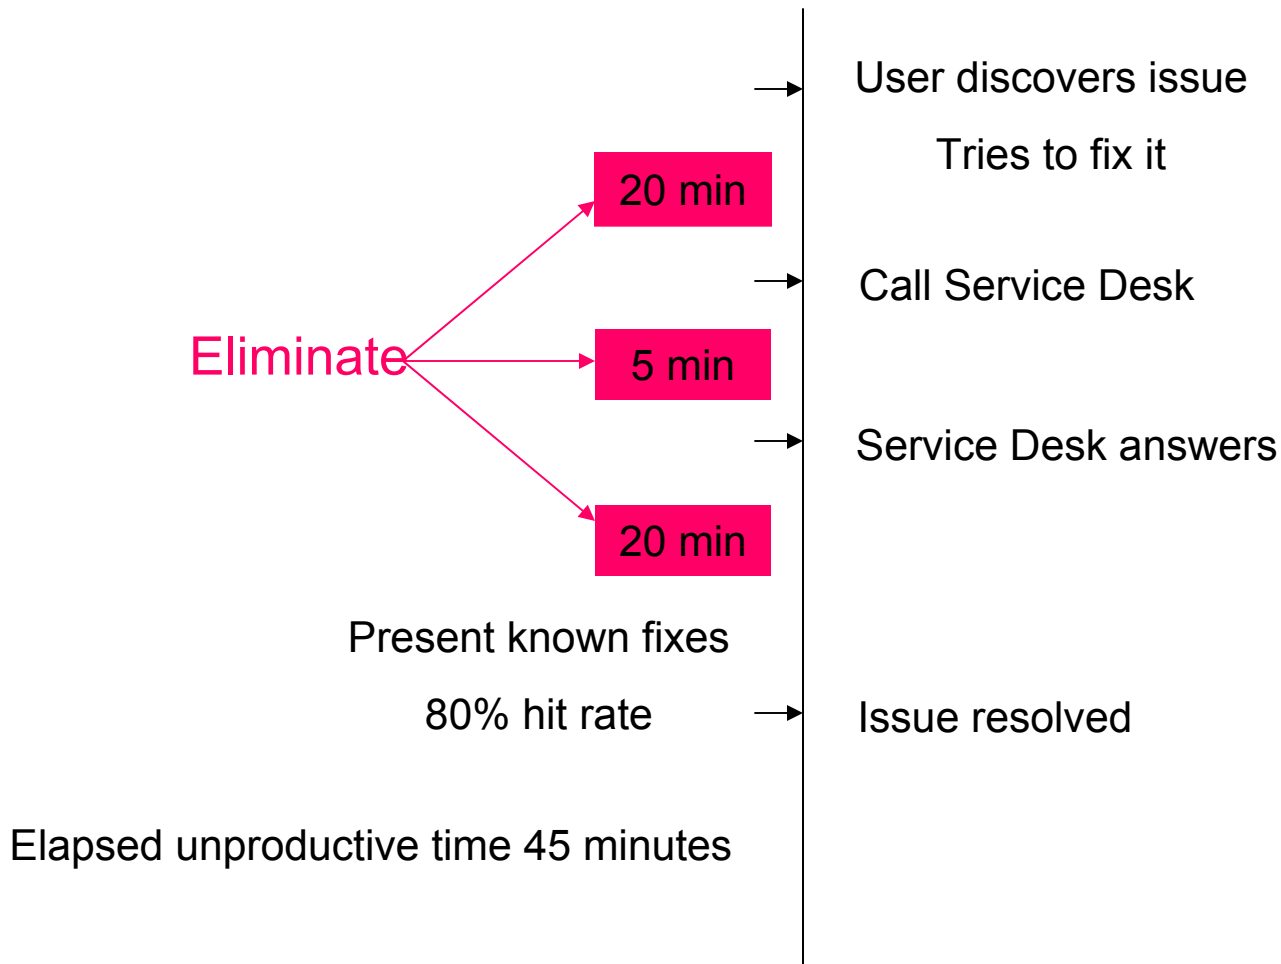 User discovers issue
Tries to fix it
20 min
Call Service Desk
Eliminate
5 min
Service Desk answers
20 min
Present known fixes
80% hit rate
Issue resolved
Elapsed unproductive time 45 minutes